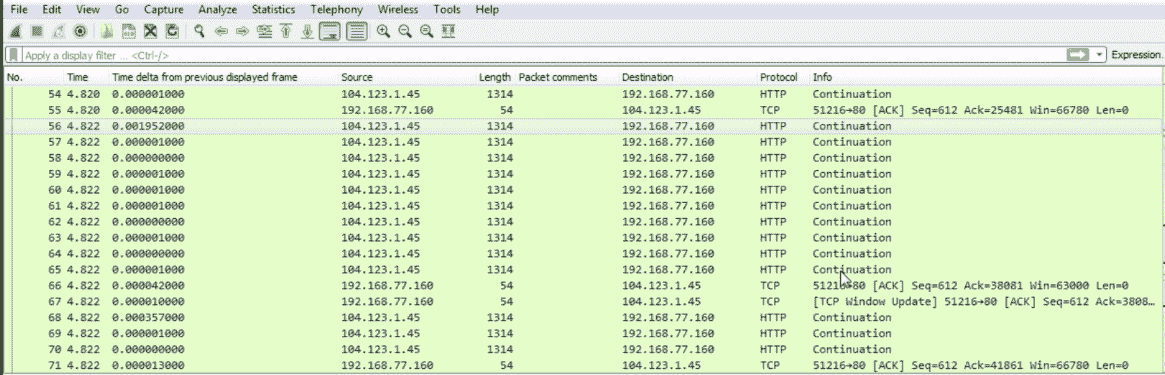 File Edit View Go Capture Analyze Statistics Telephony Wireless Tools Help
Apply a display filter ... <Ctrl-/> Expression.
No. Time Time delta from previous displayed frame Source Length Packet comments Destination Protocol Info
54 4.820 0.000001000 104.123.1.45 1314 192.168.77.160 HTTP Continuation
55 4.820 0.000042000 192.168.77.160 54 104.123.1.45 TCP 51216→80 [ACK] Seq=612 Ack=25481 Win=66780 Len=0
56 4.822 0.001952000 104.123.1.45 1314 192.168.77.160 HTTP Continuation
57 4.822 0.000001000 104.123.1.45 1314 192.168.77.160 HTTP Continuation
58 4.822 0.000000000 104.123.1.45 1314 192.168.77.160 HTTP Continuation
59 4.822 0.000001000 104.123.1.45 1314 192.168.77.160 HTTP Continuation
60 4.822 0.000001000 104.123.1.45 1314 192.168.77.160 HTTP Continuation
61 4.822 0.000001000 104.123.1.45 1314 192.168.77.160 HTTP Continuation
62 4.822 0.000000000 104.123.1.45 1314 192.168.77.160 HTTP Continuation
63 4.822 0.000001000 104.123.1.45 1314 192.168.77.160 HTTP Continuation
64 4.822 0.000000000 104.123.1.45 1314 192.168.77.160 HTTP Continuation
65 4.822 0.000001000 104.123.1.45 1314 192.168.77.160 HTTP Continuation
66 4.822 0.000042000 192.168.77.160 54 104.123.1.45 TCP 51216→80 [ACK] Seq=612 Ack=38081 Win=63000 Len=0
67 4.822 0.000010000 192.168.77.160 54 104.123.1.45 TCP [TCP Window Update] 51216→80 [ACK] Seq=612 Ack=3808…
68 4.822 0.000357000 104.123.1.45 1314 192.168.77.160 HTTP Continuation
69 4.822 0.000001000 104.123.1.45 1314 192.168.77.160 HTTP Continuation
70 4.822 0.000000000 104.123.1.45 1314 192.168.77.160 HTTP Continuation
71 4.822 0.000013000 192.168.77.160 54 104.123.1.45 TCP 51216→80 [ACK] Seq=612 Ack=41861 Win=66780 Len=0